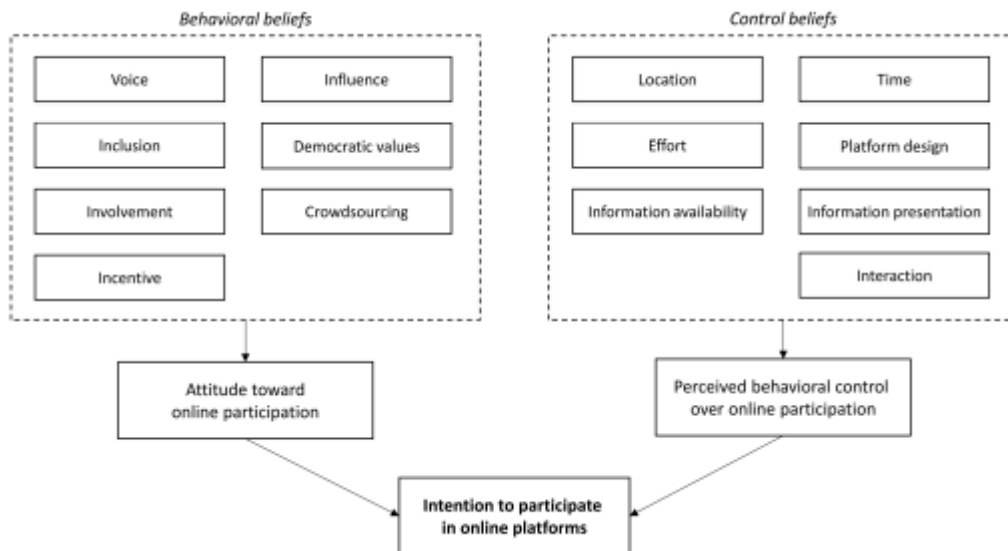 Behavioral beliefs
Voice
Influence
Inclusion
Democratic values
Involvement
Crowdsourcing
Incentive
Control beliefs
Location
Time
Effort
Platform design
Information availability
Information presentation
Interaction
Attitude toward
online participation
Perceived behavioral control
over online participation
Intention to participate
in online platforms